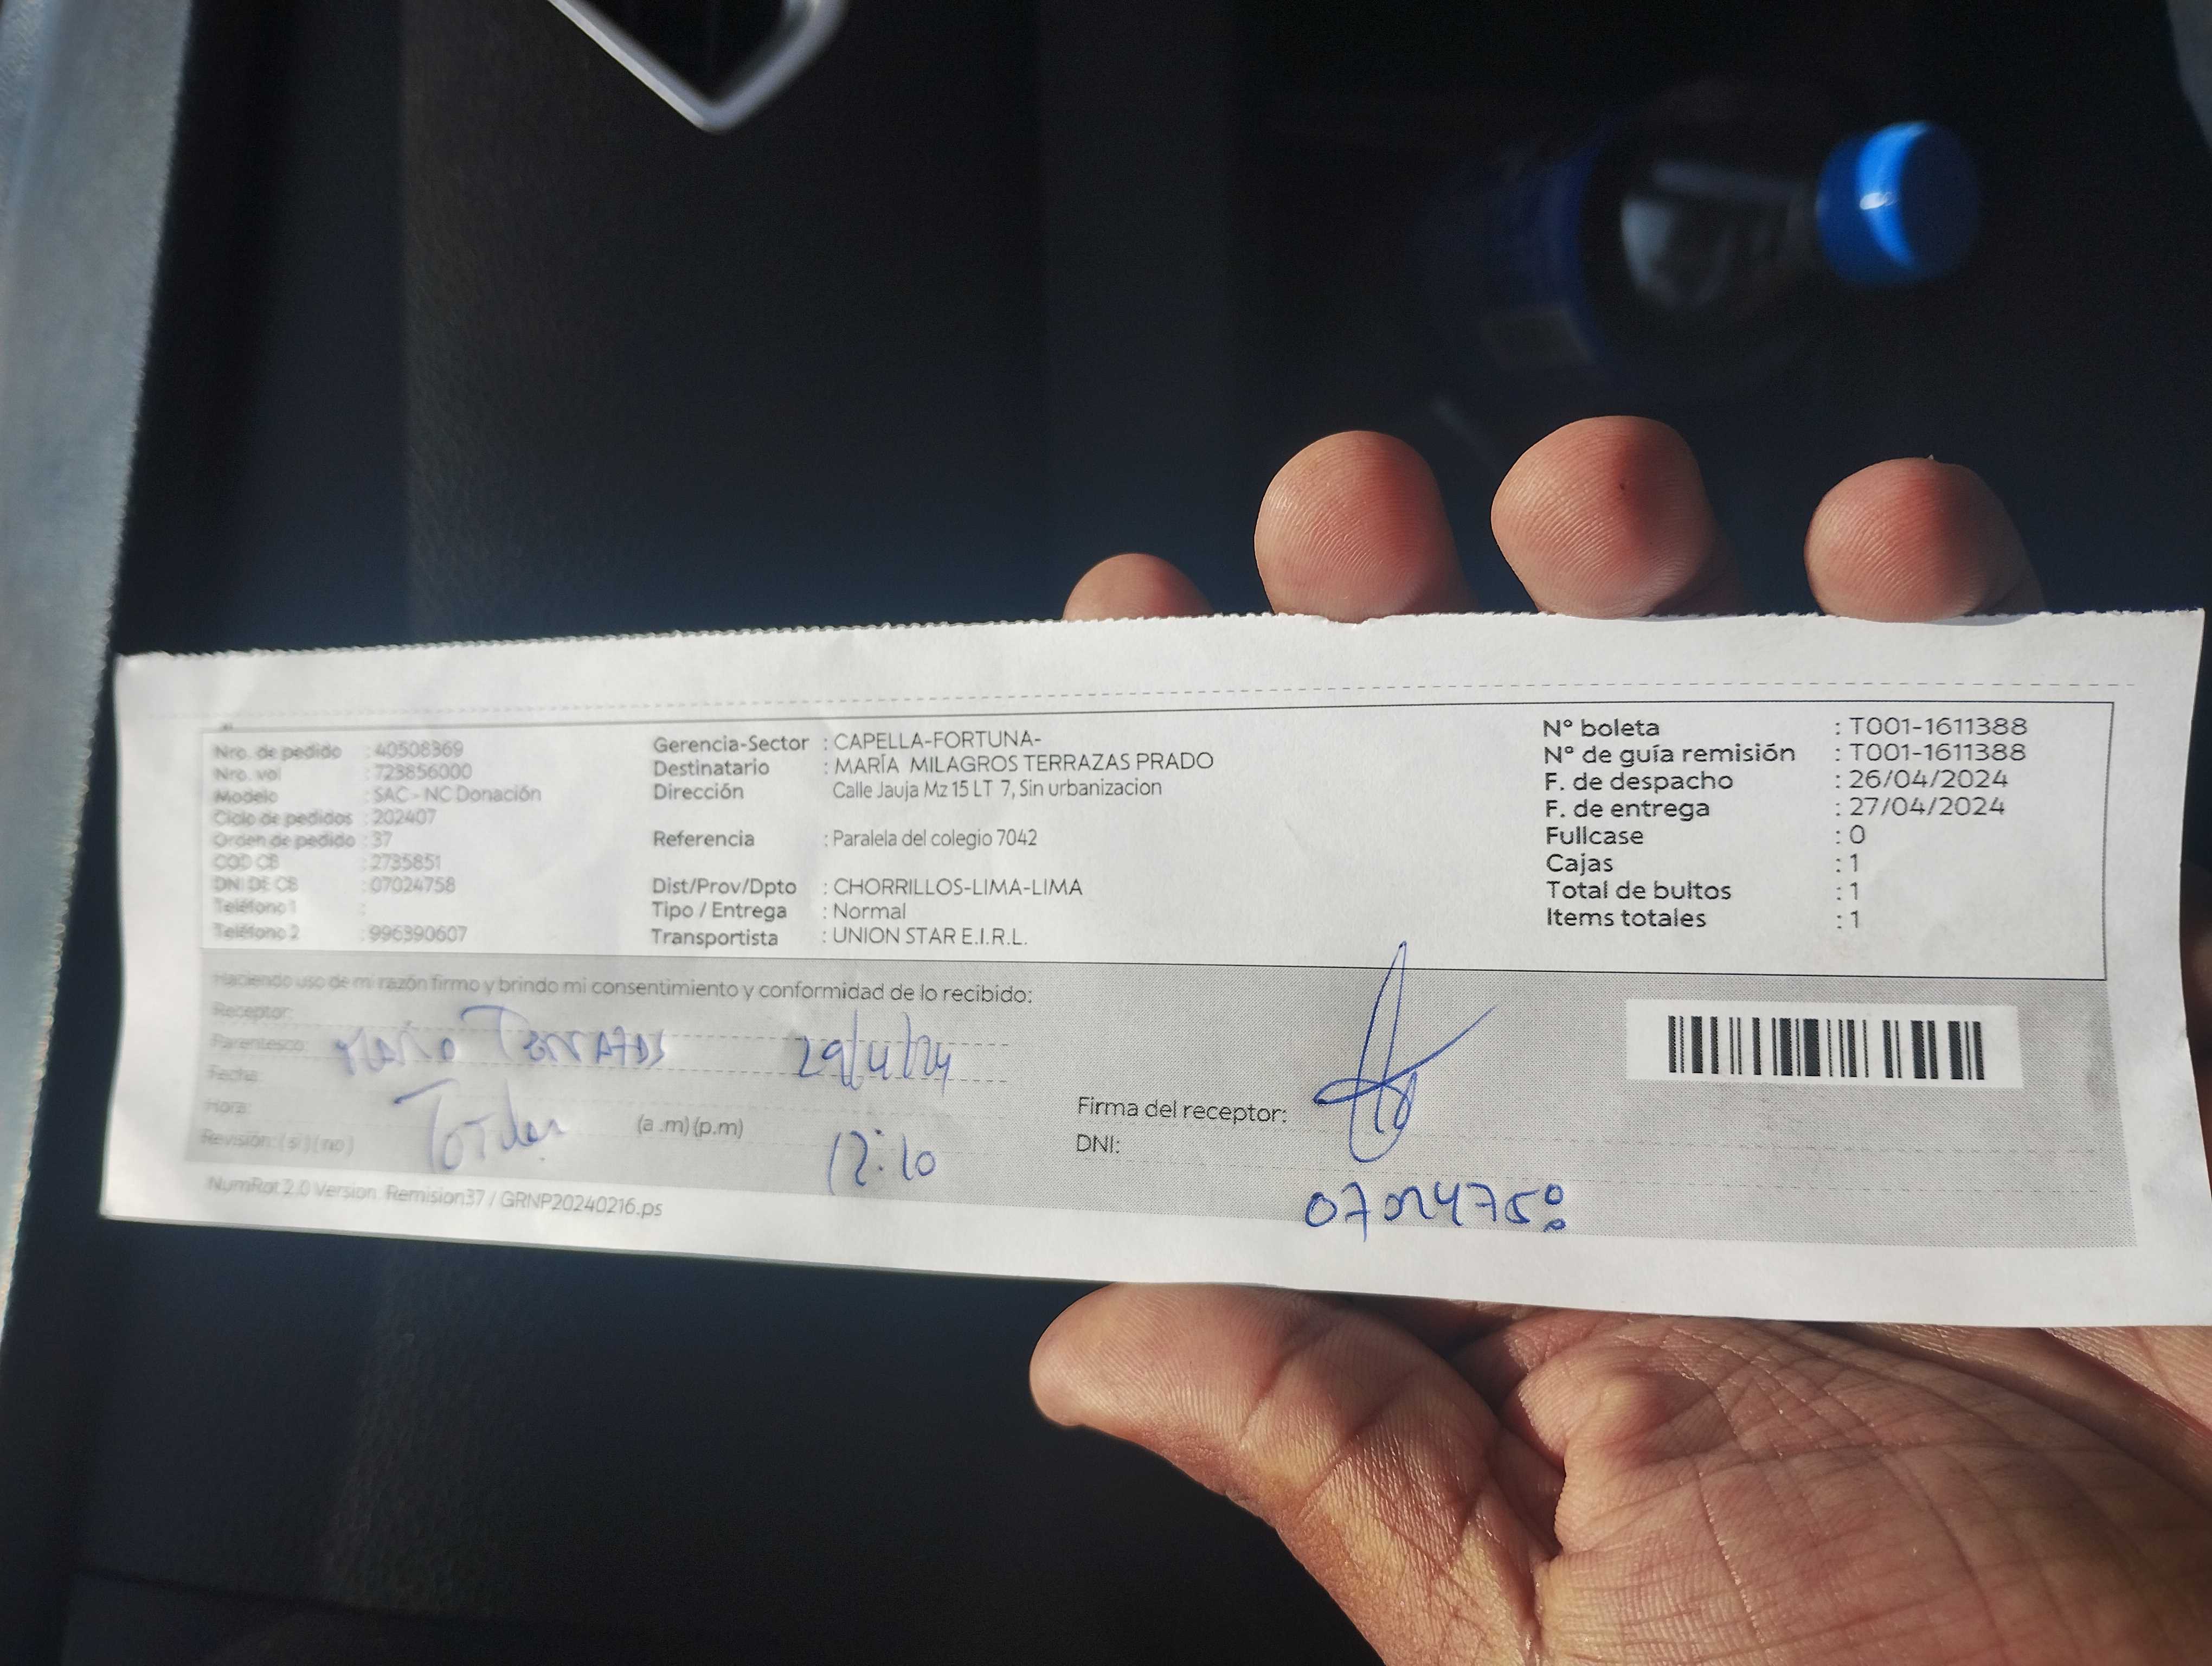 Nro. de pedido : 40508369
Nro. vol : 723856000
Modelo : SAC - NC Donación
Ciclo de pedidos : 202407
Orden de pedido : 37
COD CB : 2735851
DNI DE CB : 07024758
Teléfono 1 :
Teléfono 2 : 996390607
Gerencia-Sector : CAPELLA-FORTUNA-
Destinatario : MARÍA MILAGROS TERRAZAS PRADO
Dirección Calle Jauja Mz 15 LT 7, Sin urbanizacion
Referencia : Paralela del colegio 7042
Dist/Prov/Dpto : CHORRILLOS-LIMA-LIMA
Tipo / Entrega : Normal
Transportista : UNION STAR E.I.R.L.
N° boleta : T001-1611388
N° de guía remisión : T001-1611388
F. de despacho : 26/04/2024
F. de entrega : 27/04/2024
Fullcase : 0
Cajas : 1
Total de bultos : 1
Items totales : 1
Haciendo uso de mi razón firmo y brindo mi consentimiento y conformidad de lo recibido:
Receptor:
Parentesco: María Terrazas 29/4/24
Fecha:
Hora: (a .m) (p.m) 12:10
Revisión: ( si ) ( no )
Firma del receptor:
DNI:
07024758
NumRot 2.0 Version: Remision37 / GRNP20240216.ps